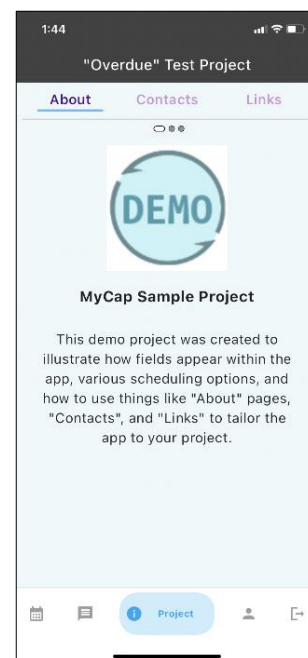 1:44
"Overdue" Test Project
About Contacts Links
DEMO
MyCap Sample Project
This demo project was created to
illustrate how fields appear within the
app, various scheduling options, and
how to use things like "About" pages,
"Contacts", and "Links" to tailor the
app to your project.
Project